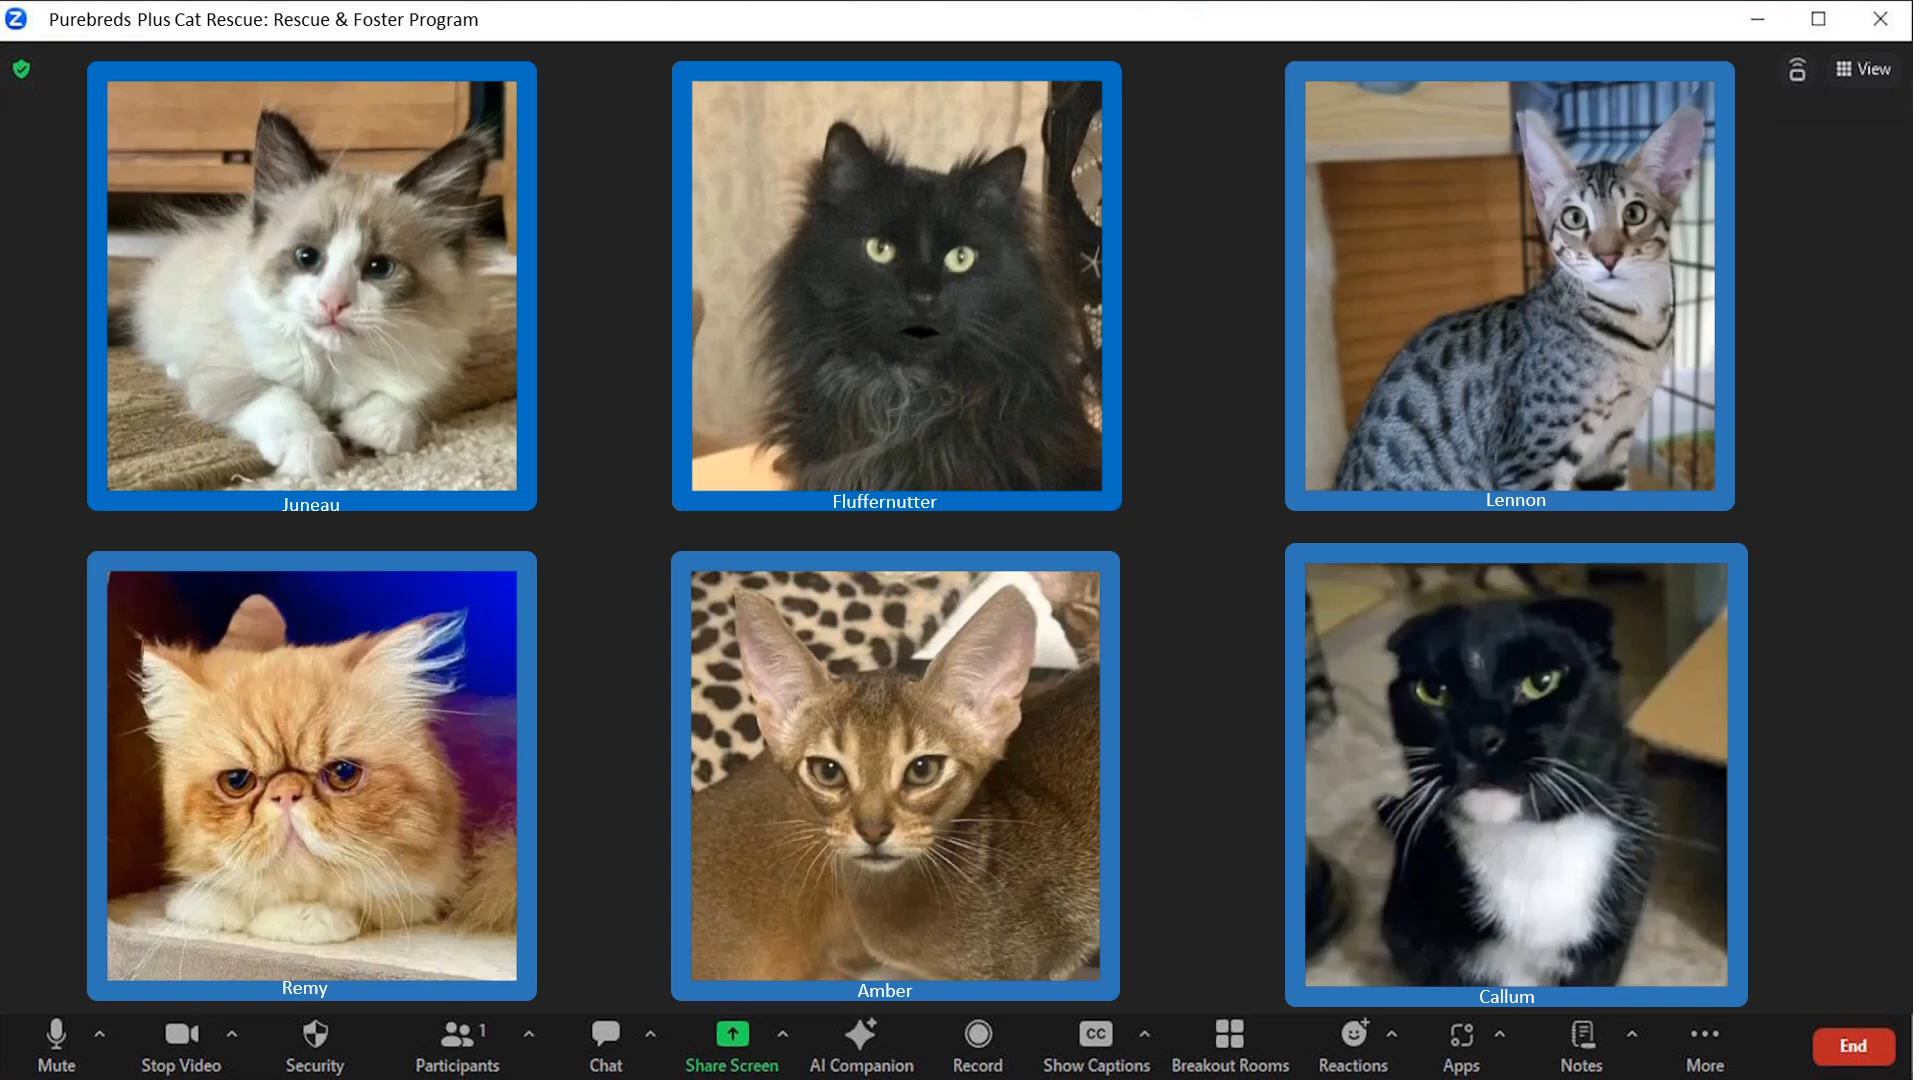 Z Purebreds Plus Cat Rescue: Rescue & Foster Program
View
Juneau
Fluffernutter
Lennon
Remy
Amber
Callum
1
CC
Mute
Stop Video
Security
Participants
Chat
Share Screen
AI Companion
Record
Show Captions
Breakout Rooms
Reactions
Apps
Notes
More
End